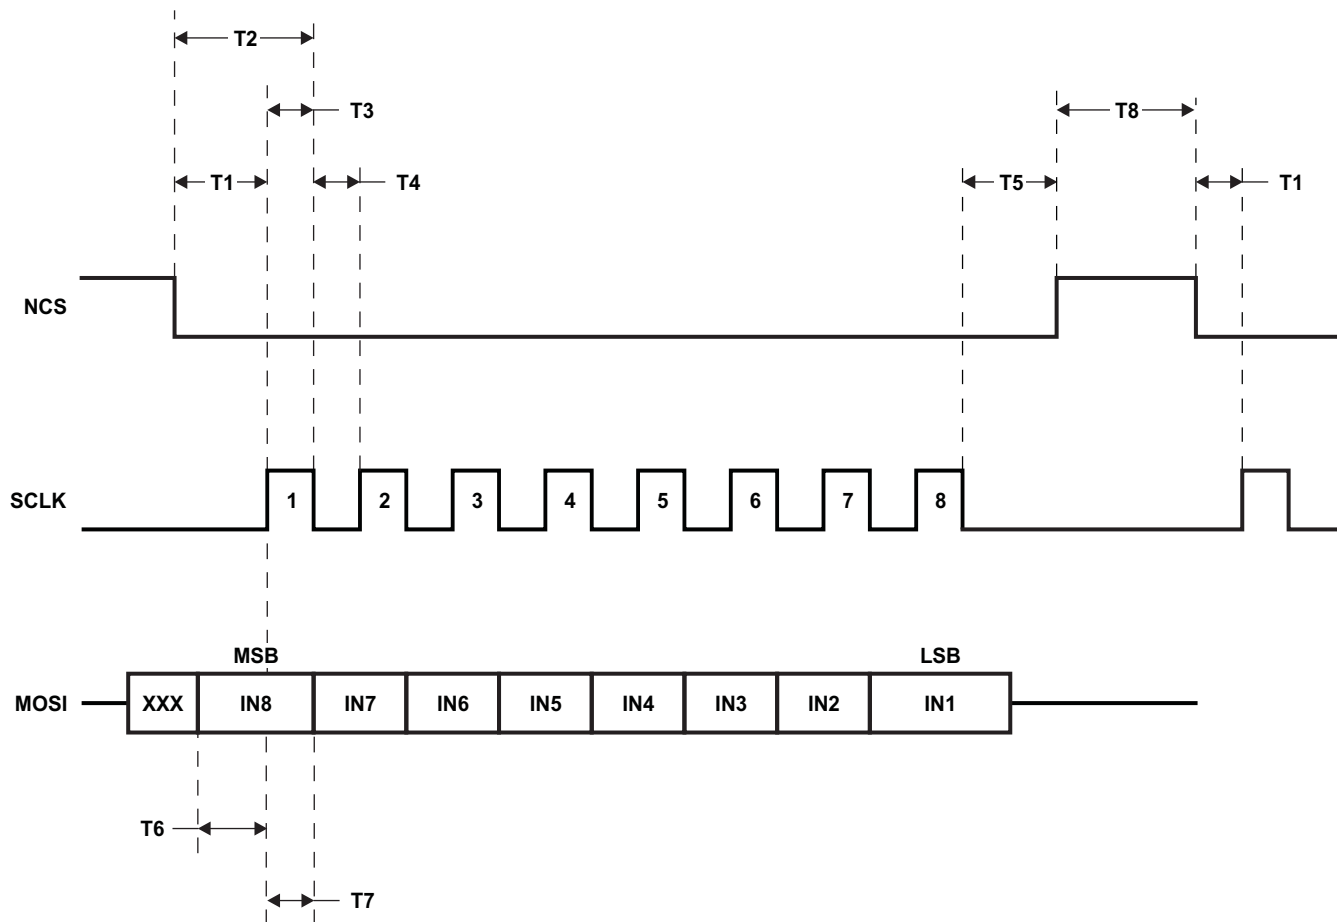 T2
T3
T8
T1 T4 T5 T1
NCS
SCLK 1 2 3 4 5 6 7 8
MSB LSB
MOSI XXX IN8 IN7 IN6 IN5 IN4 IN3 IN2 IN1
T6
T7